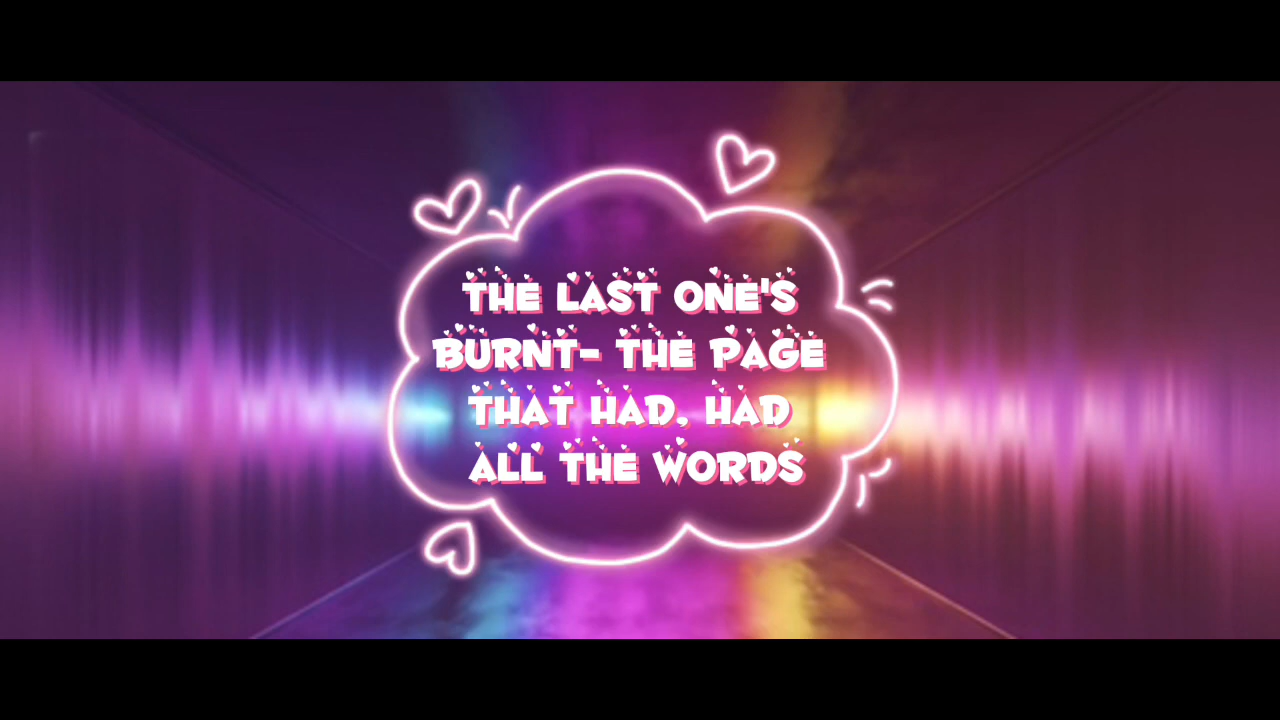 THE LAST ONE'S
BURNT- THE PAGE
THAT HAD, HAD
ALL THE WORDS